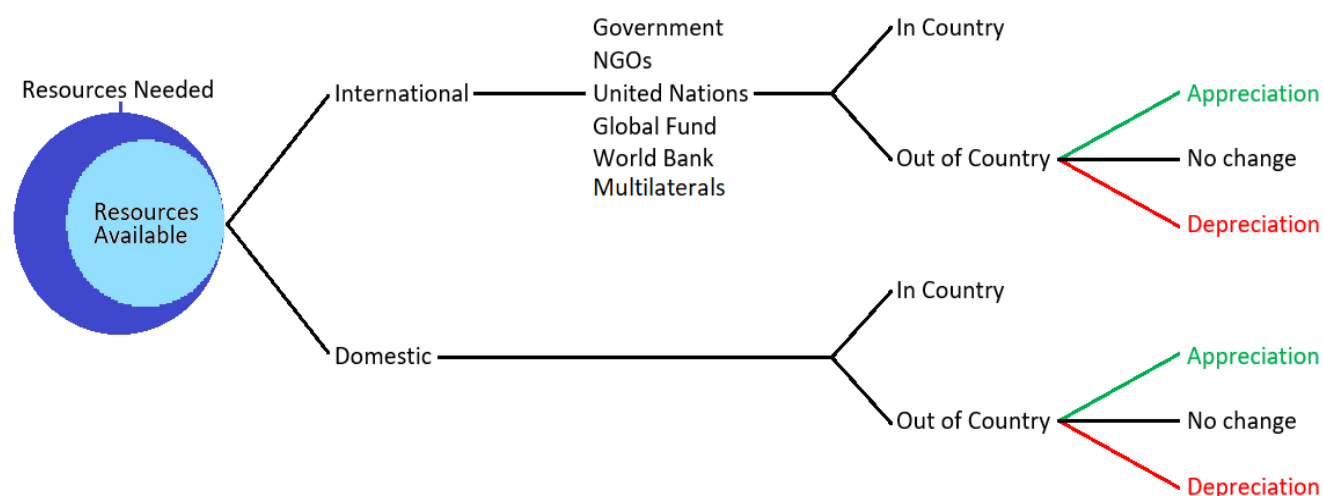 Resources Needed
Resources
Available
International
Government
NGOs
United Nations
Global Fund
World Bank
Multilaterals
In Country
Out of Country
Appreciation
No change
Depreciation
Domestic
In Country
Out of Country
Appreciation
No change
Depreciation